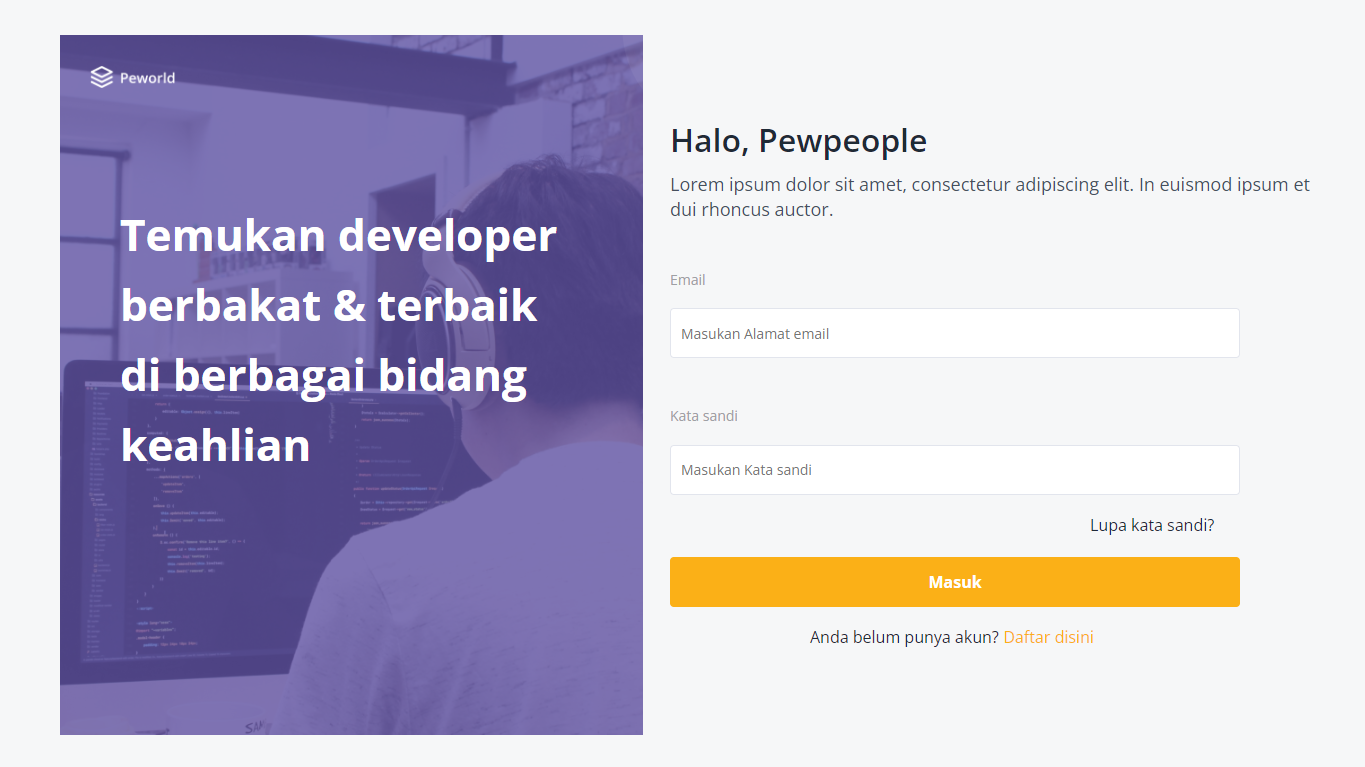 Peworld
Temukan developer
berbakat & terbaik
di berbagai bidang
keahlian
Halo, Pewpeople
Lorem ipsum dolor sit amet, consectetur adipiscing elit. In euismod ipsum et
dui rhoncus auctor.
Email
Masukan Alamat email
Kata sandi
Masukan Kata sandi
Lupa kata sandi?
Masuk
Anda belum punya akun? Daftar disini